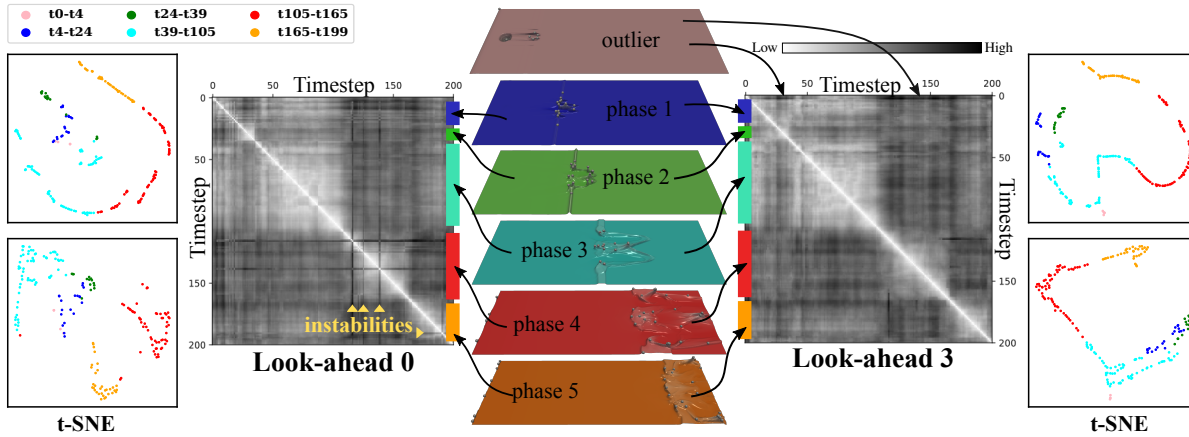 t0-t4 t24-t39 t105-t165
t4-t24 t39-t105 t165-t199
outlier
Low High
Timestep
0 50 100 150 200
Timestep
0 50 100 150 200
phase 1
phase 2
phase 3
phase 4
phase 5
0
50
100
150
200
Timestep
instabilities
0
50
100
150
200
Timestep
Look-ahead 0
Look-ahead 3
t-SNE
t-SNE